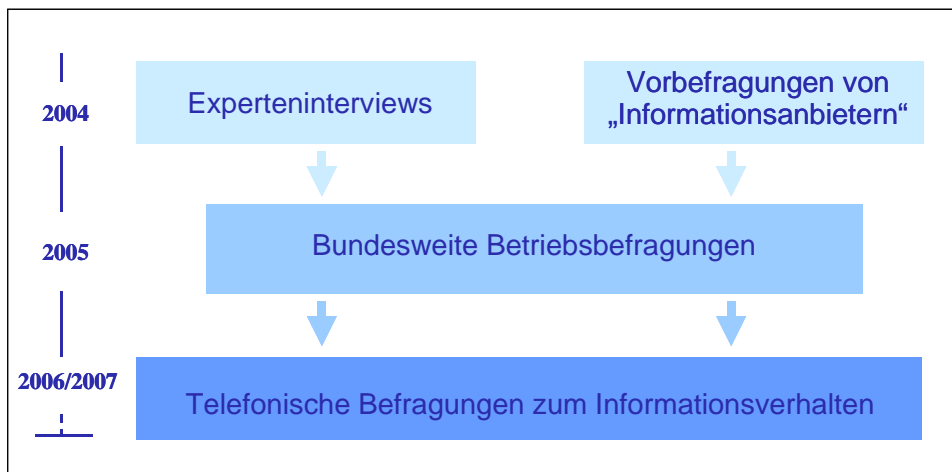 2004
Experteninterviews
Vorbefragungen von
„Informationsanbietern“
2005
Bundesweite Betriebsbefragungen
2006/2007
Telefonische Befragungen zum Informationsverhalten